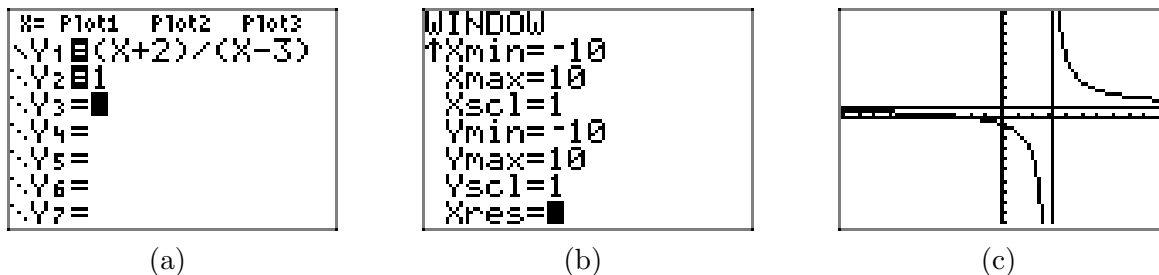 X= Plot1 Plot2 Plot3
\Y1=(X+2)/(X-3)
\Y2=1
\Y3=
\Y4=
\Y5=
\Y6=
\Y7=
(a)
WINDOW
↑Xmin=-10
Xmax=10
Xscl=1
Ymin=-10
Ymax=10
Yscl=1
Xres=
(b)
(c)